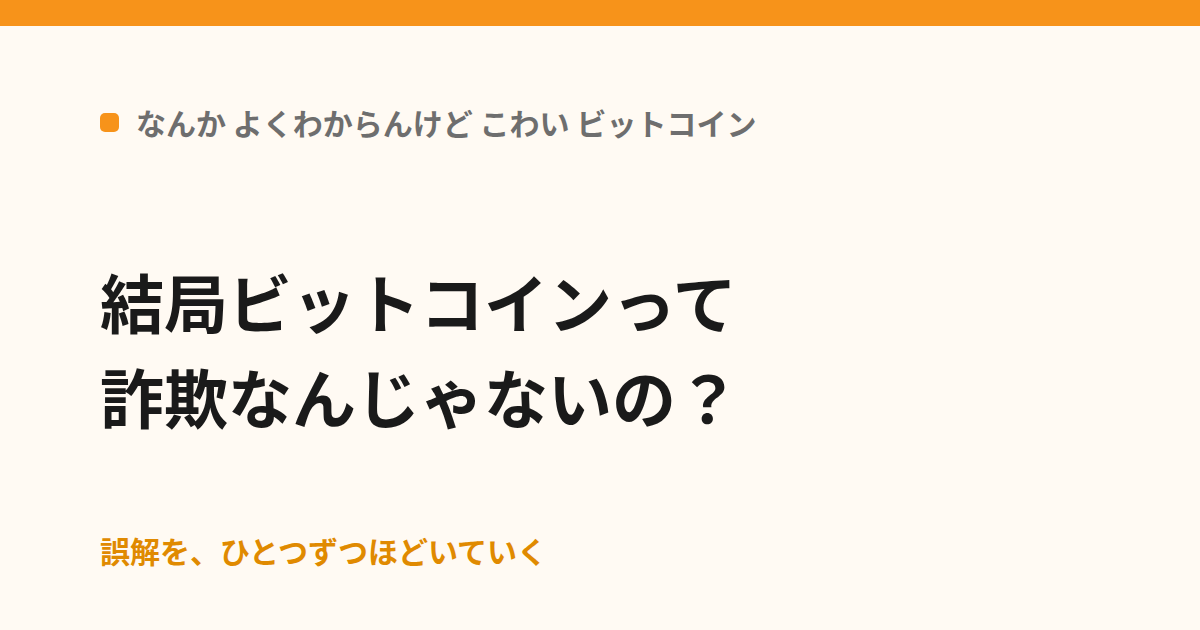 なんか よくわからんけど こわい ビットコイン
結局ビットコインって
詐欺なんじゃないの？
誤解を、ひとつずつほどいていく